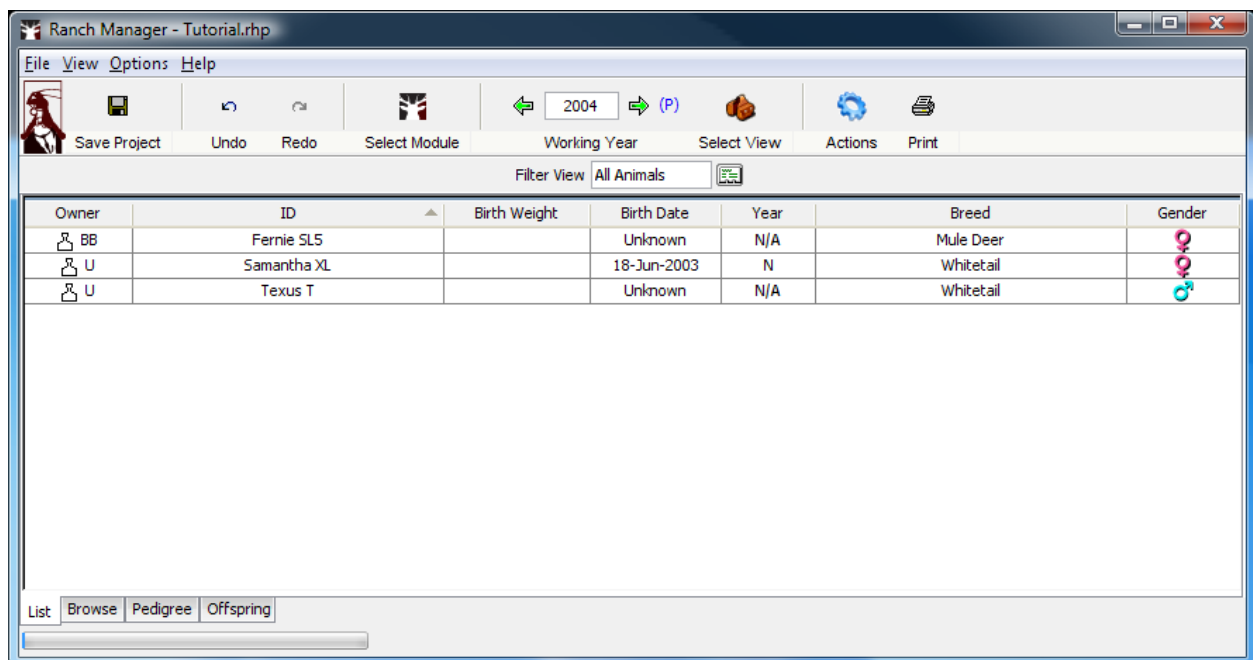 Ranch Manager - Tutorial.rhp
File View Options Help
2004 (P)
Save Project Undo Redo Select Module Working Year Select View Actions Print
Filter View All Animals
Owner ID Birth Weight Birth Date Year Breed Gender
BB Fernie SL5 Unknown N/A Mule Deer
U Samantha XL 18-Jun-2003 N Whitetail
U Texus T Unknown N/A Whitetail
List Browse Pedigree Offspring